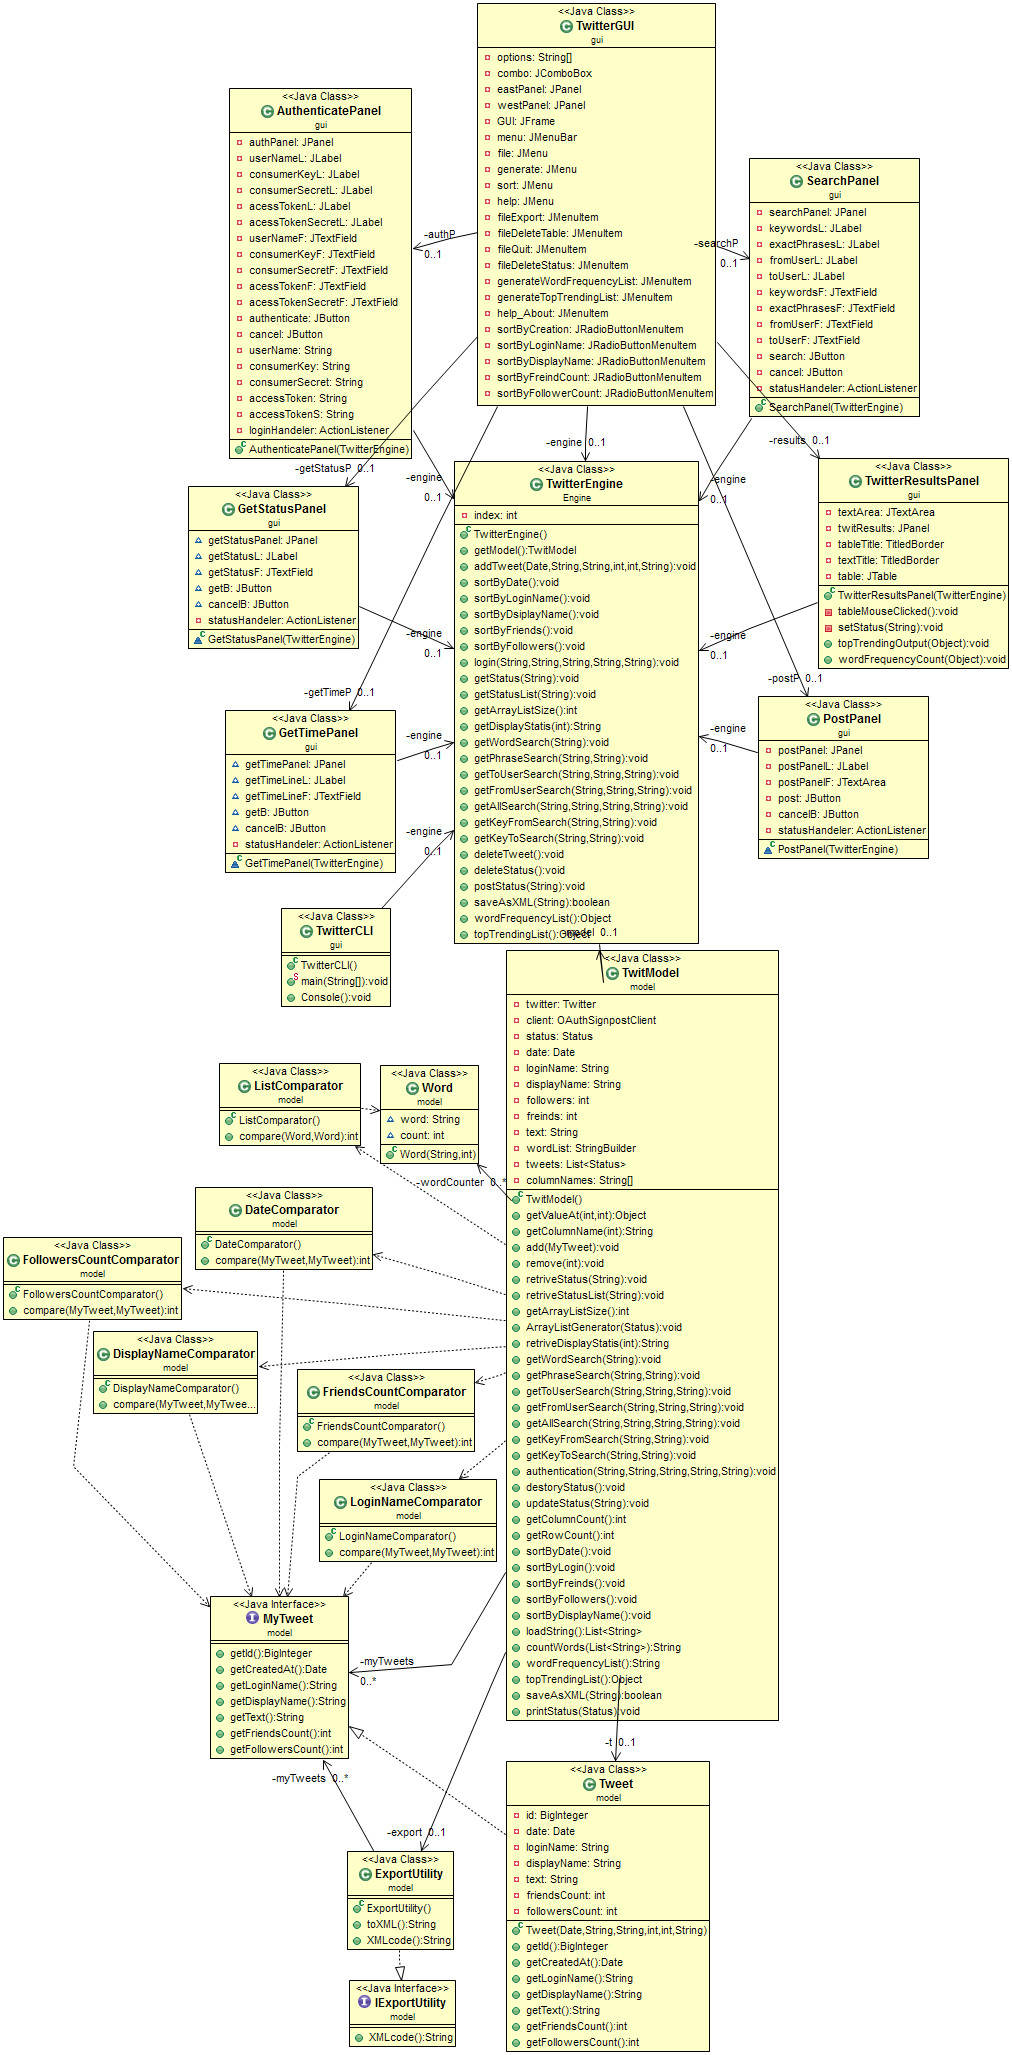 <<Java Class>>
TwitterGUI
gui
options: String[]
combo: JComboBox
eastPanel: JPanel
westPanel: JPanel
GUI: JFrame
menu: JMenuBar
file: JMenu
generate: JMenu
sort: JMenu
help: JMenu
fileExport: JMenuItem
fileDeleteTable: JMenuItem
fileQuit: JMenuItem
fileDeleteStatus: JMenuItem
generateWordFrequencyList: JMenuItem
generateTopTrendingList: JMenuItem
help_About: JMenuItem
sortByCreation: JRadioButtonMenuItem
sortByLoginName: JRadioButtonMenuItem
sortByDisplayName: JRadioButtonMenuItem
sortByFreindCount: JRadioButtonMenuItem
sortByFollowerCount: JRadioButtonMenuItem
<<Java Class>>
AuthenticatePanel
gui
authPanel: JPanel
userNameL: JLabel
consumerKeyL: JLabel
consumerSecretL: JLabel
acessTokenL: JLabel
acessTokenSecretL: JLabel
userNameF: JTextField
consumerKeyF: JTextField
consumerSecretF: JTextField
acessTokenF: JTextField
acessTokenSecretF: JTextField
authenticate: JButton
cancel: JButton
userName: String
consumerKey: String
consumerSecret: String
accessToken: String
accessTokenS: String
loginHandeler: ActionListener
AuthenticatePanel(TwitterEngine)
<<Java Class>>
SearchPanel
gui
searchPanel: JPanel
keywordsL: JLabel
exactPhrasesL: JLabel
fromUserL: JLabel
toUserL: JLabel
keywordsF: JTextField
exactPhrasesF: JTextField
fromUserF: JTextField
toUserF: JTextField
search: JButton
cancel: JButton
statusHandeler: ActionListener
SearchPanel(TwitterEngine)
-authP
0..1
-searchP
0..1
-getStatusP 0..1
-engine 0..1
-results 0..1
-engine
0..1
-engine
0..1
<<Java Class>>
GetStatusPanel
gui
getStatusPanel: JPanel
getStatusL: JLabel
getStatusF: JTextField
getB: JButton
cancelB: JButton
statusHandeler: ActionListener
GetStatusPanel(TwitterEngine)
<<Java Class>>
TwitterEngine
Engine
index: int
TwitterEngine()
getModel():TwitModel
addTweet(Date,String,String,int,int,String):void
sortByDate():void
sortByLoginName():void
sortByDsiplayName():void
sortByFriends():void
sortByFollowers():void
login(String,String,String,String,String):void
getStatus(String):void
getStatusList(String):void
getArrayListSize():int
getDisplayStatis(int):String
getWordSearch(String):void
getPhraseSearch(String,String):void
getToUserSearch(String,String,String):void
getFromUserSearch(String,String,String):void
getAllSearch(String,String,String,String):void
getKeyFromSearch(String,String):void
getKeyToSearch(String,String):void
deleteTweet():void
deleteStatus():void
postStatus(String):void
saveAsXML(String):boolean
wordFrequencyList():Object
topTrendingList():Object
<<Java Class>>
TwitterResultsPanel
gui
textArea: JTextArea
twitResults: JPanel
tableTitle: TitledBorder
textTitle: TitledBorder
table: JTable
TwitterResultsPanel(TwitterEngine)
tableMouseClicked():void
setStatus(String):void
topTrendingOutput(Object):void
wordFrequencyCount(Object):void
-engine
0..1
-engine
0..1
-getTimeP 0..1
-postP 0..1
<<Java Class>>
GetTimePanel
gui
getTimePanel: JPanel
getTimeLineL: JLabel
getTimeLineF: JTextField
getB: JButton
cancelB: JButton
statusHandeler: ActionListener
GetTimePanel(TwitterEngine)
<<Java Class>>
PostPanel
gui
postPanel: JPanel
postPanelL: JLabel
postPanelF: JTextArea
post: JButton
cancelB: JButton
statusHandeler: ActionListener
PostPanel(TwitterEngine)
-engine
0..1
-engine
0..1
-engine
0..1
<<Java Class>>
TwitterCLI
gui
TwitterCLI()
main(String[]):void
Console():void
-model 0..1
<<Java Class>>
TwitModel
model
twitter: Twitter
client: OAuthSignpostClient
status: Status
date: Date
loginName: String
displayName: String
followers: int
freinds: int
text: String
wordList: StringBuilder
tweets: List<Status>
columnNames: String[]
TwitModel()
getValueAt(int,int):Object
getColumnName(int):String
add(MyTweet):void
remove(int):void
retriveStatus(String):void
retriveStatusList(String):void
getArrayListSize():int
ArrayListGenerator(Status):void
retriveDisplayStatis(int):String
getWordSearch(String):void
getPhraseSearch(String,String):void
getToUserSearch(String,String,String):void
getFromUserSearch(String,String,String):void
getAllSearch(String,String,String,String):void
getKeyFromSearch(String,String):void
getKeyToSearch(String,String):void
authentication(String,String,String,String,String):void
destoryStatus():void
updateStatus(String):void
getColumnCount():int
getRowCount():int
sortByDate():void
sortByLogin():void
sortByFreinds():void
sortByFollowers():void
sortByDisplayName():void
loadString():List<String>
countWords(List<String>):String
wordFrequencyList():String
topTrendingList():Object
saveAsXML(String):boolean
printStatus(Status):void
<<Java Class>>
ListComparator
model
ListComparator()
compare(Word,Word):int
<<Java Class>>
Word
model
word: String
count: int
Word(String,int)
-wordCounter 0..*
<<Java Class>>
DateComparator
model
DateComparator()
compare(MyTweet,MyTweet):int
<<Java Class>>
FollowersCountComparator
model
FollowersCountComparator()
compare(MyTweet,MyTweet):int
<<Java Class>>
DisplayNameComparator
model
DisplayNameComparator()
compare(MyTweet,MyTwee...
<<Java Class>>
FriendsCountComparator
model
FriendsCountComparator()
compare(MyTweet,MyTweet):int
<<Java Class>>
LoginNameComparator
model
LoginNameComparator()
compare(MyTweet,MyTweet):int
<<Java Interface>>
MyTweet
model
getId():BigInteger
getCreatedAt():Date
getLoginName():String
getDisplayName():String
getText():String
getFriendsCount():int
getFollowersCount():int
-myTweets
0..*
-t 0..1
-myTweets 0..*
-export 0..1
<<Java Class>>
Tweet
model
id: BigInteger
date: Date
loginName: String
displayName: String
text: String
friendsCount: int
followersCount: int
Tweet(Date,String,String,int,int,String)
getId():BigInteger
getCreatedAt():Date
getLoginName():String
getDisplayName():String
getText():String
getFriendsCount():int
getFollowersCount():int
<<Java Class>>
ExportUtility
model
ExportUtility()
toXML():String
XMLcode():String
<<Java Interface>>
IExportUtility
model
XMLcode():String